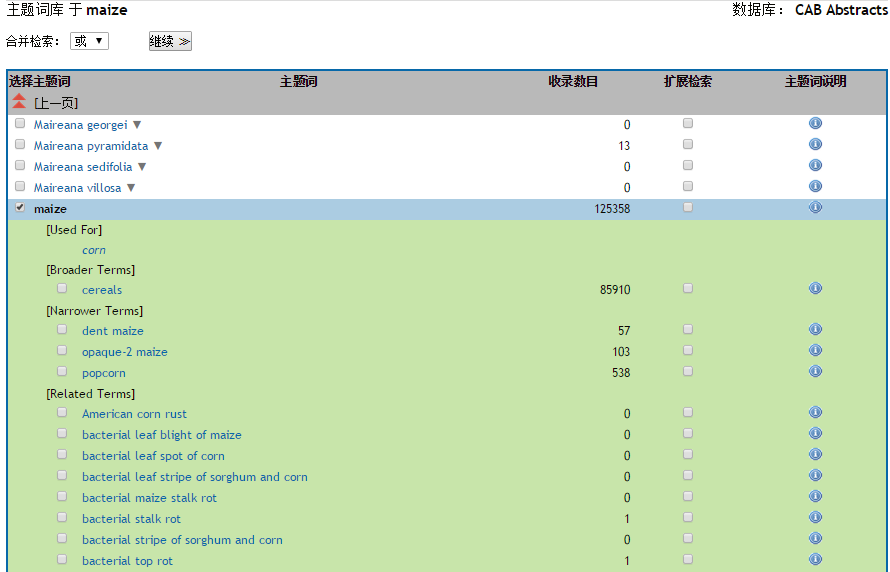 主题词库 于 maize 数据库： CAB Abstracts
合并检索： 或 ▼ 继续 ≫
选择主题词 主题词 收录数目 扩展检索 主题词说明
[上一页]
Maireana georgei ▼ 0
Maireana pyramidata ▼ 13
Maireana sedifolia ▼ 0
Maireana villosa ▼ 0
maize 125358
[Used For]
corn
[Broader Terms]
cereals 85910
[Narrower Terms]
dent maize 57
opaque-2 maize 103
popcorn 538
[Related Terms]
American corn rust 0
bacterial leaf blight of maize 0
bacterial leaf spot of corn 0
bacterial leaf stripe of sorghum and corn 0
bacterial maize stalk rot 0
bacterial stalk rot 1
bacterial stripe of sorghum and corn 0
bacterial top rot 1